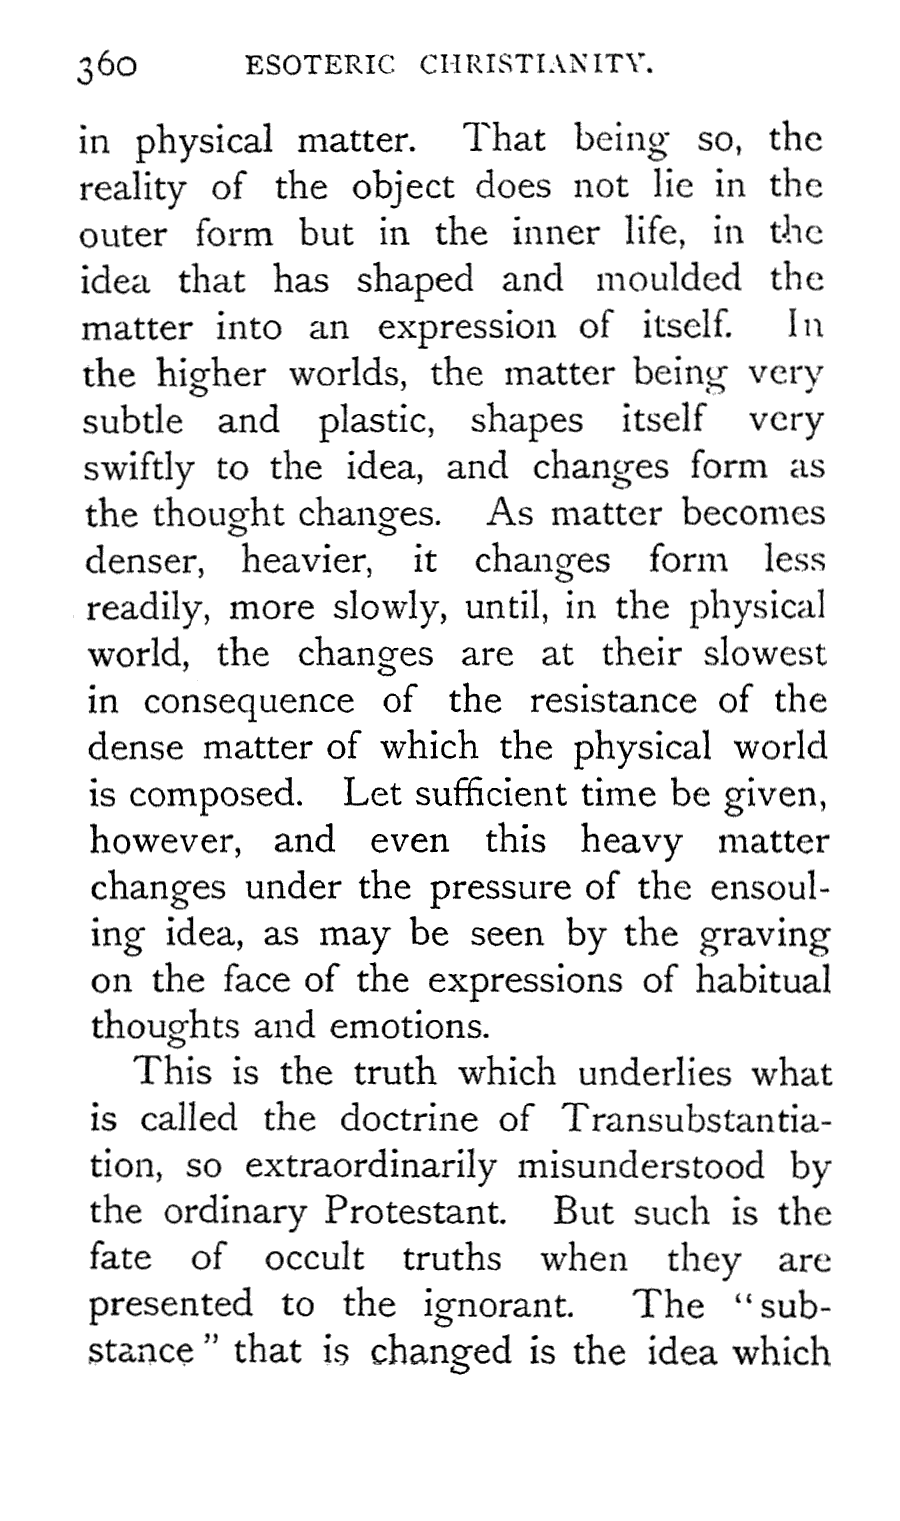 360 ESOTERIC CHRISTIANITY.
in physical matter. That being so, the
reality of the object does not lie in the
outer form but in the inner life, in the
idea that has shaped and moulded the
matter into an expression of itself. In
the higher worlds, the matter being very
subtle and plastic, shapes itself very
swiftly to the idea, and changes form as
the thought changes. As matter becomes
denser, heavier, it changes form less
readily, more slowly, until, in the physical
world, the changes are at their slowest
in consequence of the resistance of the
dense matter of which the physical world
is composed. Let sufficient time be given,
however, and even this heavy matter
changes under the pressure of the ensoul-
ing idea, as may be seen by the graving
on the face of the expressions of habitual
thoughts and emotions.
This is the truth which underlies what
is called the doctrine of Transubstantia-
tion, so extraordinarily misunderstood by
the ordinary Protestant. But such is the
fate of occult truths when they are
presented to the ignorant. The “sub-
stance” that is changed is the idea which